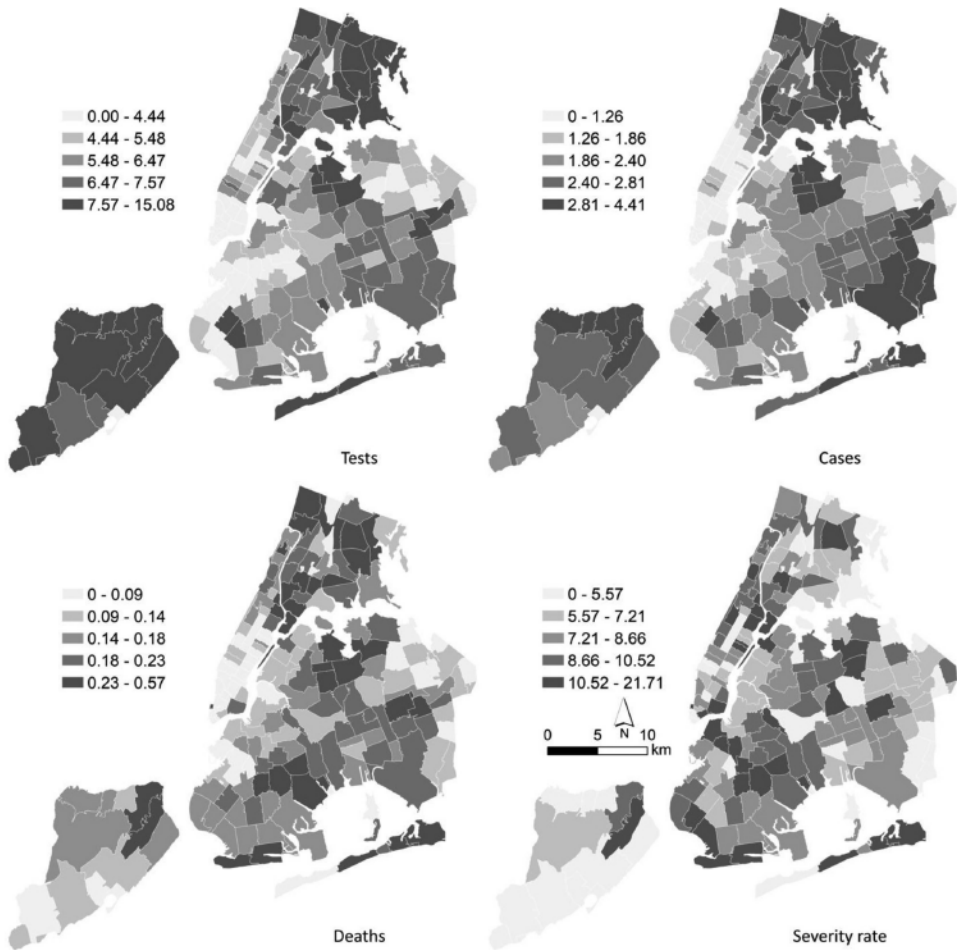 0.00 - 4.44
4.44 - 5.48
5.48 - 6.47
6.47 - 7.57
7.57 - 15.08
Tests
0 - 1.26
1.26 - 1.86
1.86 - 2.40
2.40 - 2.81
2.81 - 4.41
Cases
0 - 0.09
0.09 - 0.14
0.14 - 0.18
0.18 - 0.23
0.23 - 0.57
Deaths
0 - 5.57
5.57 - 7.21
7.21 - 8.66
8.66 - 10.52
10.52 - 21.71
N
0 5 10
km
Severity rate